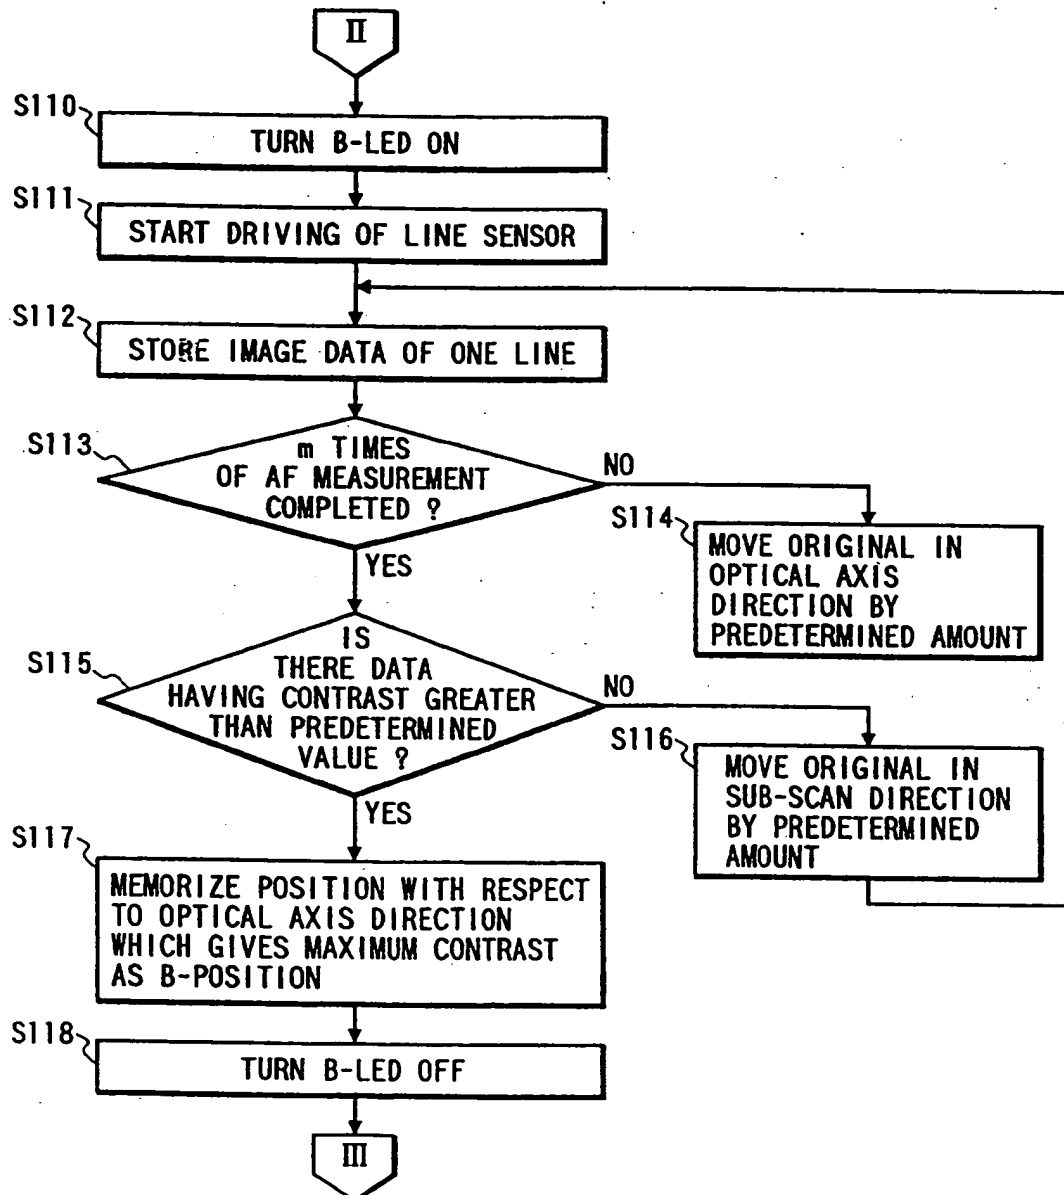 II
S110
TURN B-LED ON
S111
START DRIVING OF LINE SENSOR
S112
STORE IMAGE DATA OF ONE LINE
S113
m TIMES
OF AF MEASUREMENT
COMPLETED ?
NO
YES
S114
MOVE ORIGINAL IN
OPTICAL AXIS
DIRECTION BY
PREDETERMINED AMOUNT
S115
IS
THERE DATA
HAVING CONTRAST GREATER
THAN PREDETERMINED
VALUE ?
NO
YES
S116
MOVE ORIGINAL IN
SUB-SCAN DIRECTION
BY PREDETERMINED
AMOUNT
S117
MEMORIZE POSITION WITH RESPECT
TO OPTICAL AXIS DIRECTION
WHICH GIVES MAXIMUM CONTRAST
AS B-POSITION
S118
TURN B-LED OFF
III